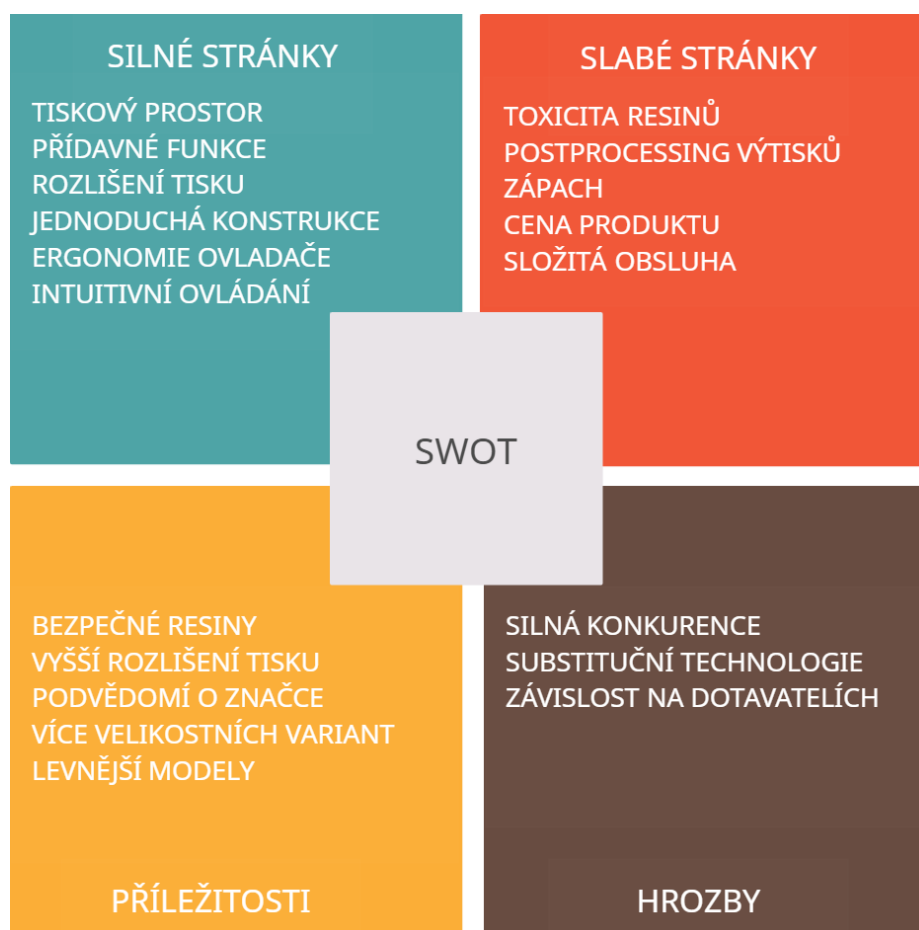 SILNÉ STRÁNKY
TISKOVÝ PROSTOR
PŘÍDAVNÉ FUNKCE
ROZLIŠENÍ TISKU
JEDNODUCHÁ KONSTRUKCE
ERGONOMIE OVLADAČE
INTUITIVNÍ OVLÁDÁNÍ
SLABÉ STRÁNKY
TOXICITA RESINŮ
POSTPROCESSING VÝTISKŮ
ZÁPACH
CENA PRODUKTU
SLOŽITÁ OBSLUHA
SWOT
BEZPEČNÉ RESINY
VYŠŠÍ ROZLIŠENÍ TISKU
PODVĚDOMÍ O ZNAČCE
VÍCE VELIKOSTNÍCH VARIANT
LEVNĚJŠÍ MODELY
PŘÍLEŽITOSTI
SILNÁ KONKURENCE
SUBSTITUČNÍ TECHNOLOGIE
ZÁVISLOST NA DOTAVATELÍCH
HROZBY